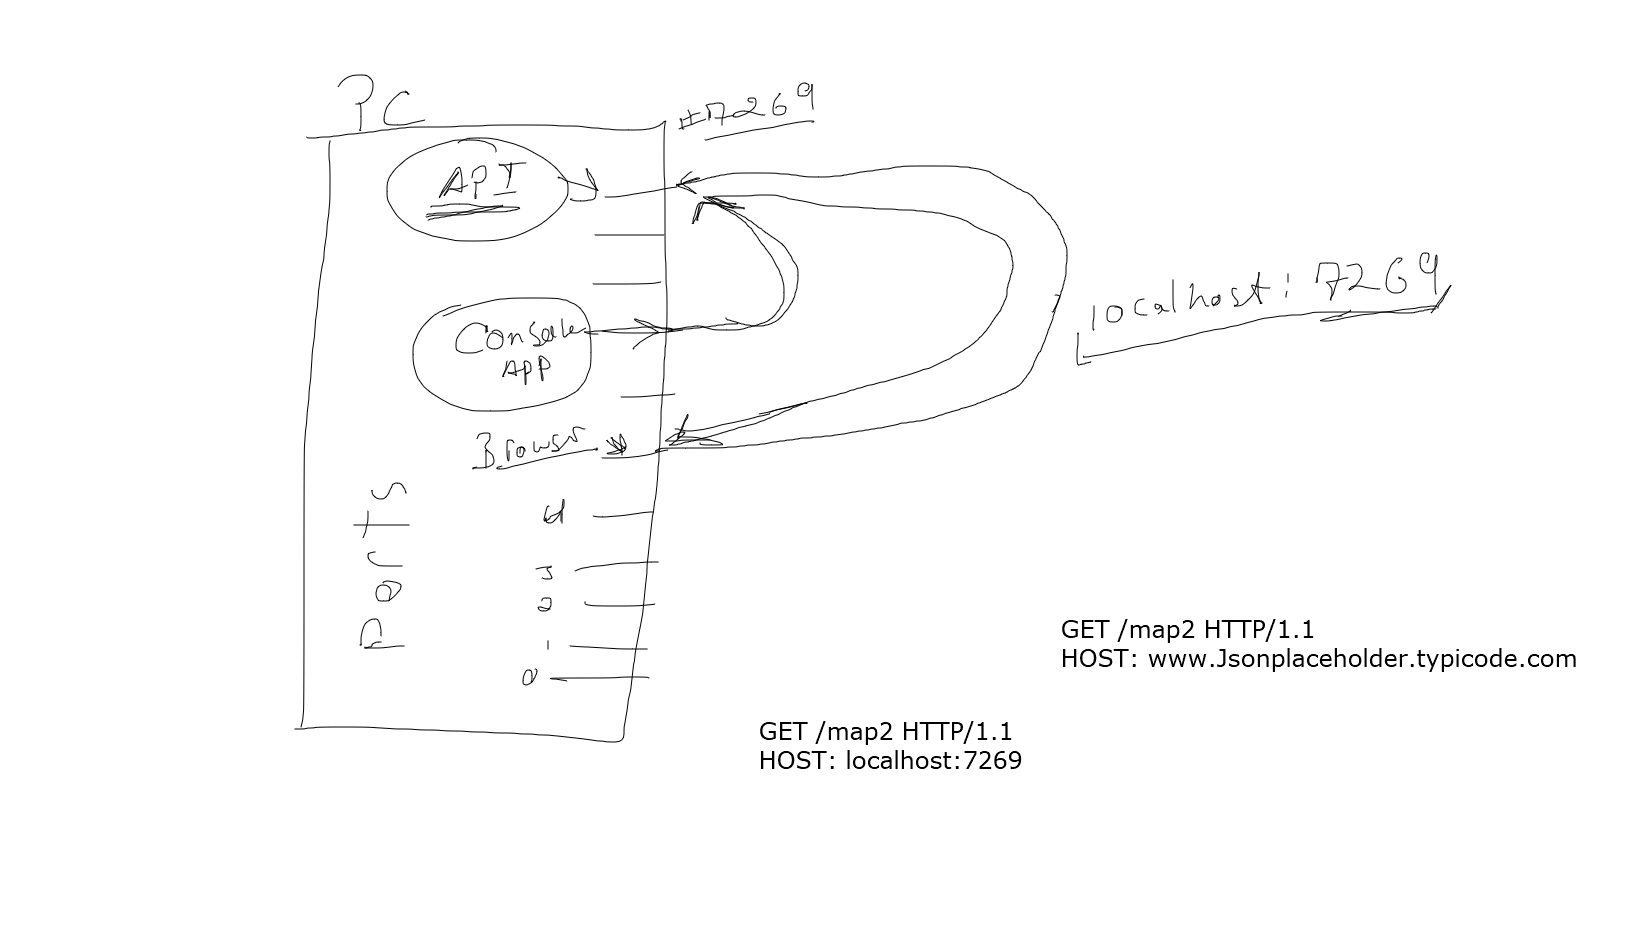 PC
#7269
API
localhost: 7269
Console
APP
Browser
Ports
4
3
2
1
0
GET /map2 HTTP/1.1
HOST: www.Jsonplaceholder.typicode.com
GET /map2 HTTP/1.1
HOST: localhost:7269